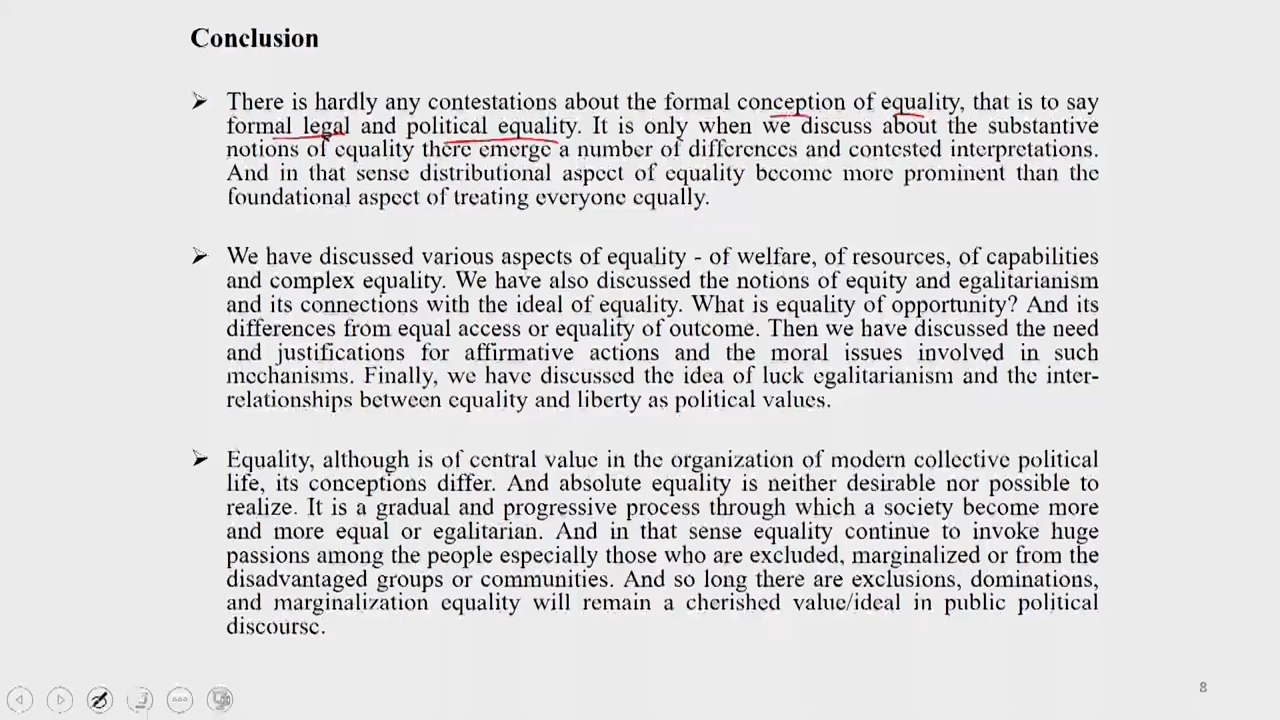 Conclusion
➤ There is hardly any contestations about the formal conception of equality, that is to say
formal legal and political equality. It is only when we discuss about the substantive
notions of equality there emerge a number of differences and contested interpretations.
And in that sense distributional aspect of equality become more prominent than the
foundational aspect of treating everyone equally.
➤ We have discussed various aspects of equality - of welfare, of resources, of capabilities
and complex equality. We have also discussed the notions of equity and egalitarianism
and its connections with the ideal of equality. What is equality of opportunity? And its
differences from equal access or equality of outcome. Then we have discussed the need
and justifications for affirmative actions and the moral issues involved in such
mechanisms. Finally, we have discussed the idea of luck egalitarianism and the inter-
relationships between equality and liberty as political values.
➤ Equality, although is of central value in the organization of modern collective political
life, its conceptions differ. And absolute equality is neither desirable nor possible to
realize. It is a gradual and progressive process through which a society become more
and more equal or egalitarian. And in that sense equality continue to invoke huge
passions among the people especially those who are excluded, marginalized or from the
disadvantaged groups or communities. And so long there are exclusions, dominations,
and marginalization equality will remain a cherished value/ideal in public political
discourse.
8